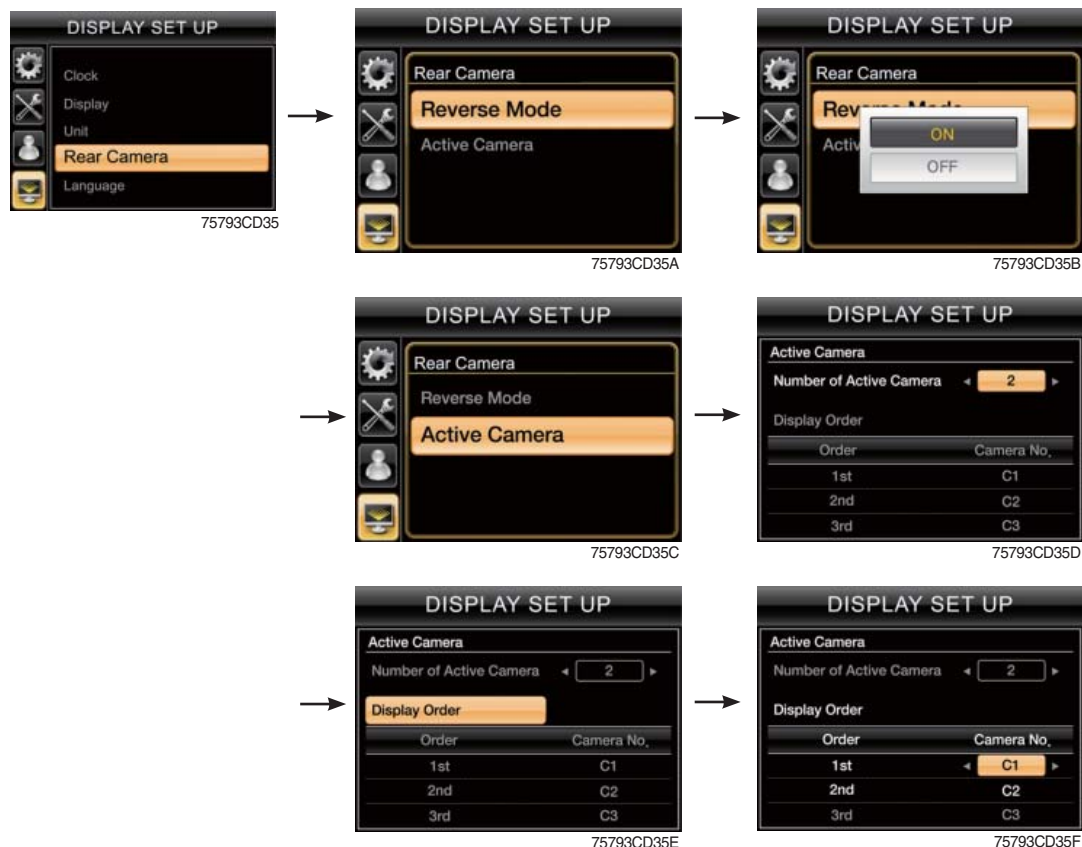 DISPLAY SET UP
Clock
Display
Unit
Rear Camera
Language
75793CD35
DISPLAY SET UP
Rear Camera
Reverse Mode
Active Camera
75793CD35A
DISPLAY SET UP
Rear Camera
Rev
Activ
ON
OFF
75793CD35B
DISPLAY SET UP
Rear Camera
Reverse Mode
Active Camera
75793CD35C
DISPLAY SET UP
Active Camera
Number of Active Camera 2
Display Order
Order Camera No.
1st C1
2nd C2
3rd C3
75793CD35D
DISPLAY SET UP
Active Camera
Number of Active Camera 2
Display Order
Order Camera No.
1st C1
2nd C2
3rd C3
75793CD35E
DISPLAY SET UP
Active Camera
Number of Active Camera 2
Display Order
Order Camera No.
1st C1
2nd C2
3rd C3
75793CD35F